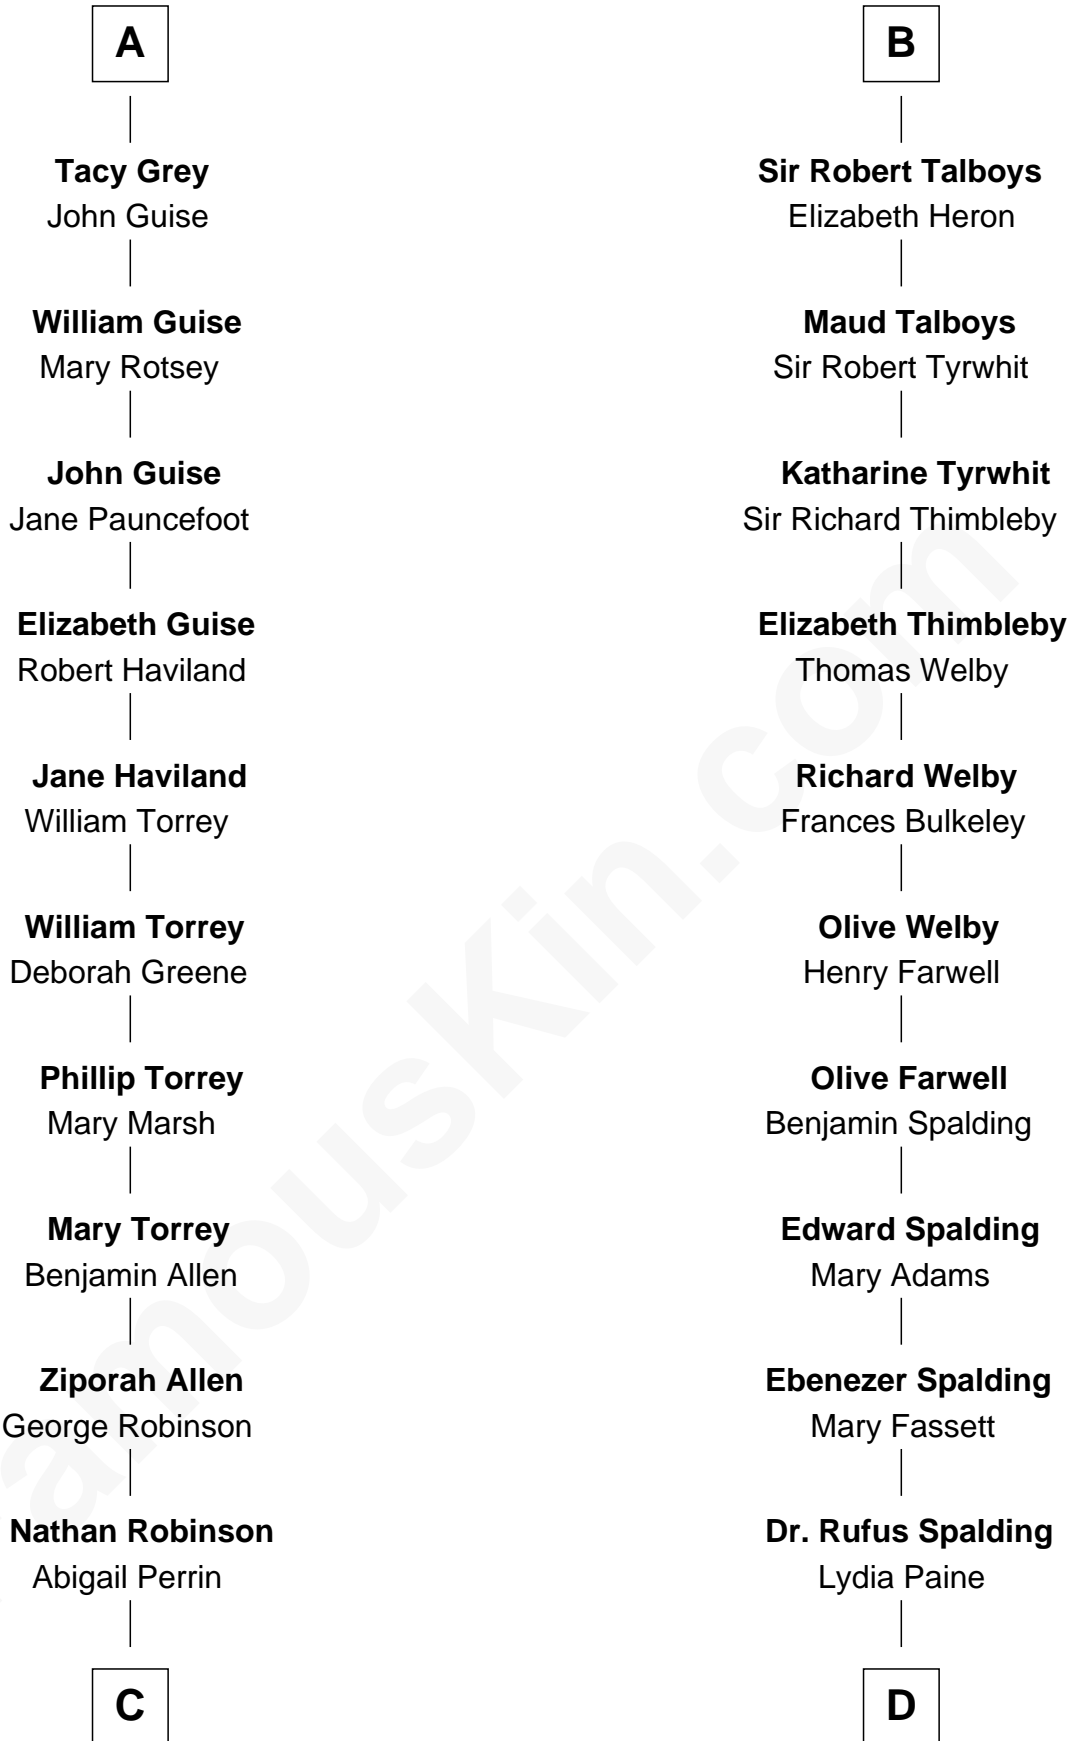 A
Tacy Grey
John Guise
William Guise
Mary Rotsey
John Guise
Jane Pauncefoot
Elizabeth Guise
Robert Haviland
Jane Haviland
William Torrey
William Torrey
Deborah Greene
Phillip Torrey
Mary Marsh
Mary Torrey
Benjamin Allen
Ziporah Allen
George Robinson
Nathan Robinson
Abigail Perrin
C
B
Sir Robert Talboys
Elizabeth Heron
Maud Talboys
Sir Robert Tyrwhit
Katharine Tyrwhit
Sir Richard Thimbleby
Elizabeth Thimbleby
Thomas Welby
Richard Welby
Frances Bulkeley
Olive Welby
Henry Farwell
Olive Farwell
Benjamin Spalding
Edward Spalding
Mary Adams
Ebenezer Spalding
Mary Fassett
Dr. Rufus Spalding
Lydia Paine
D
amousKin.com